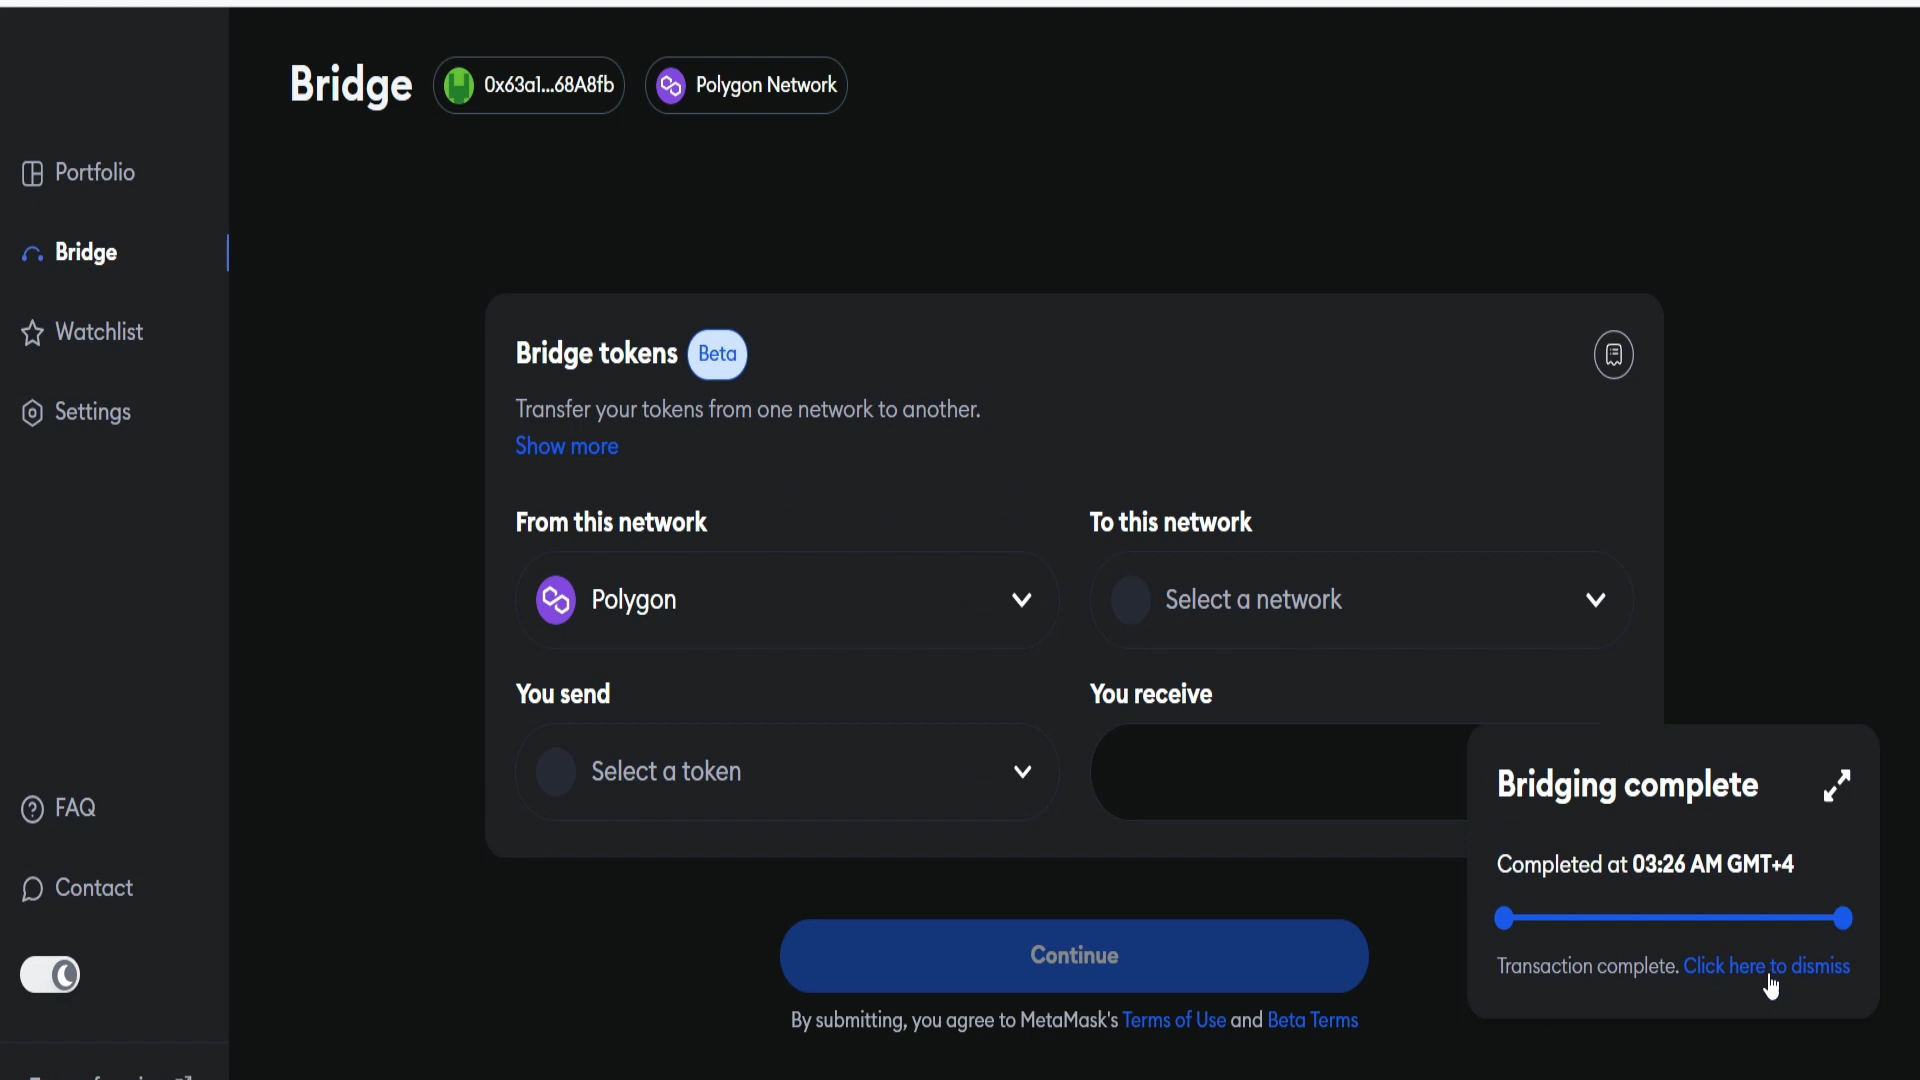 Bridge
0x63a1...68A8fb
Polygon Network
Portfolio
Bridge
Watchlist
Settings
FAQ
Contact
Bridge tokens
Beta
Transfer your tokens from one network to another.
Show more
From this network
To this network
Polygon
Select a network
You send
You receive
Select a token
Bridging complete
Completed at 03:26 AM GMT+4
Transaction complete. Click here to dismiss
Continue
By submitting, you agree to MetaMask's Terms of Use and Beta Terms